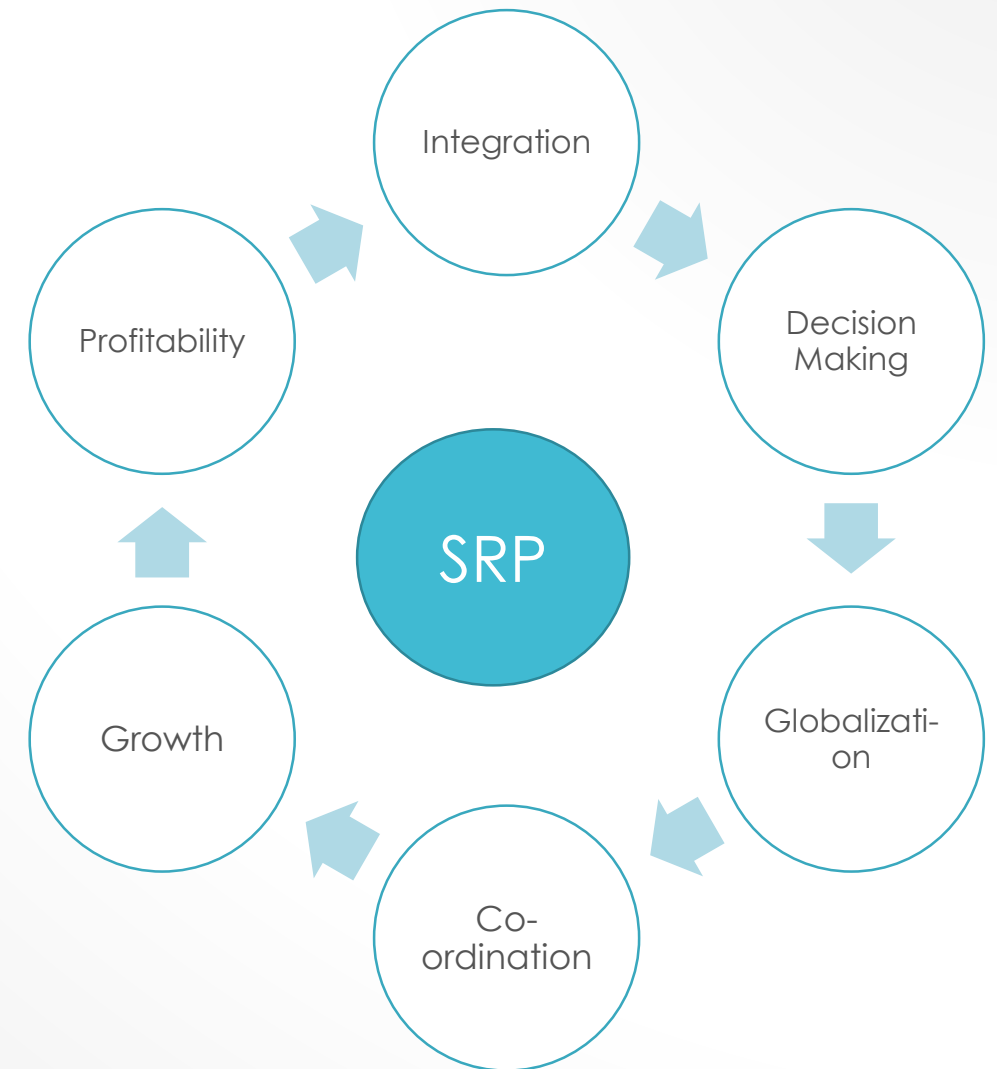 Integration
Decision
Making
Globalizati-
on
Co-
ordination
Growth
Profitability
SRP